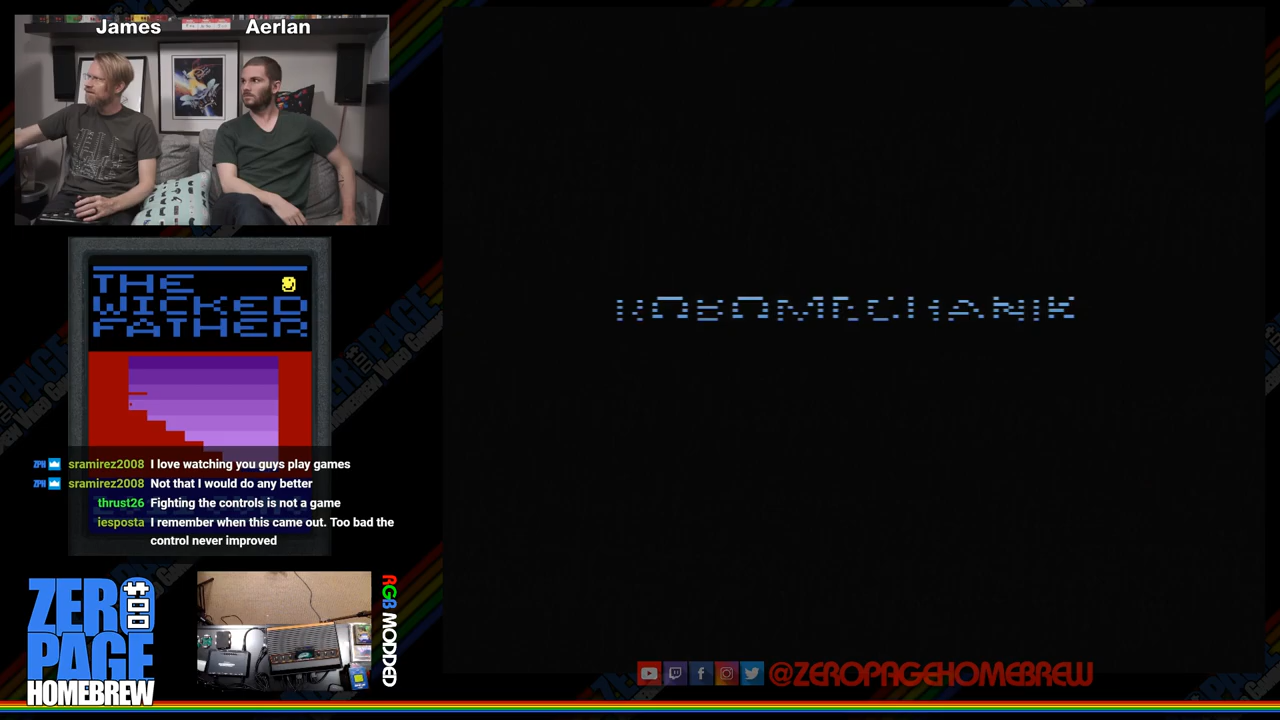 James
Aerlan
THE
WICKED
FATHER
ROBOMECHANIK
sramirez2008 I love watching you guys play games
sramirez2008 Not that I would do any better
thrust26 Fighting the controls is not a game
iesposta I remember when this came out. Too bad the
control never improved
ZERO
PAGE
HOMEBREW
RGB MODDED
@ZEROPAGEHOMEBREW